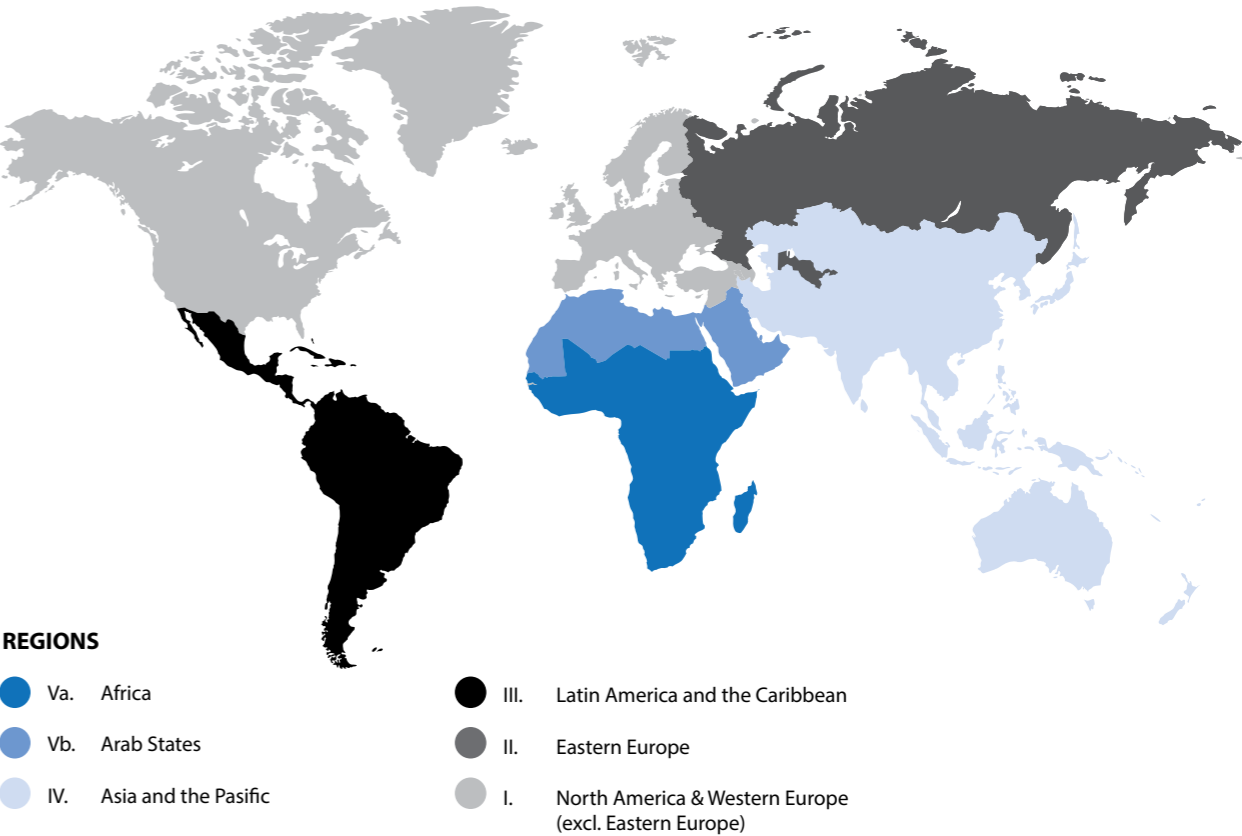 REGIONS
Va. Africa
Vb. Arab States
IV. Asia and the Pasific
III. Latin America and the Caribbean
II. Eastern Europe
I. North America & Western Europe
(excl. Eastern Europe)